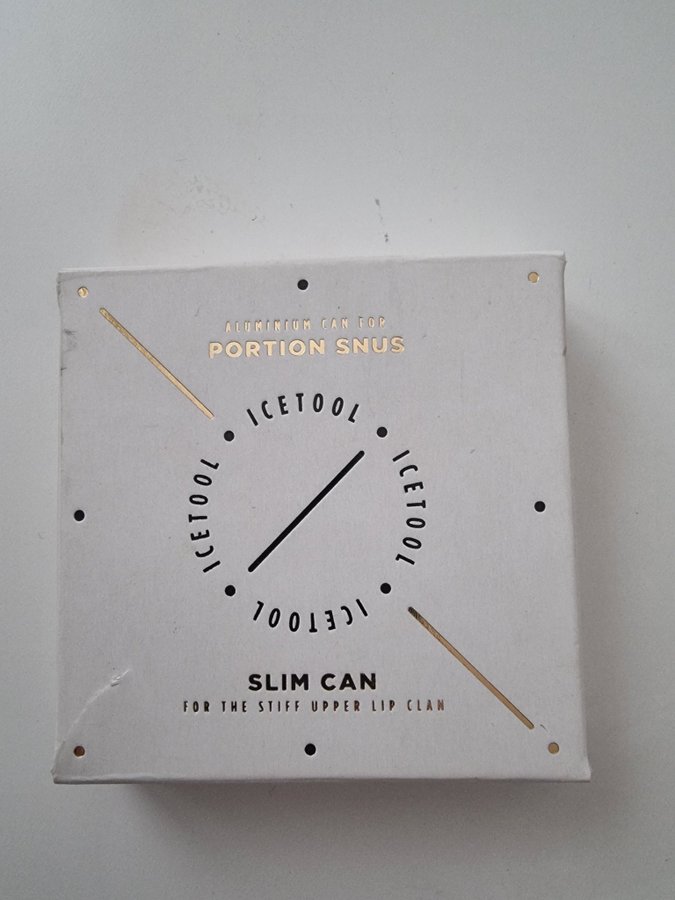 ALUMINIUM CAN FOR
PORTION SNUS
ICETOOL
ICETOOL
ICETOOL
ICETOOL
SLIM CAN
FOR THE STIFF UPPER LIP CLAN